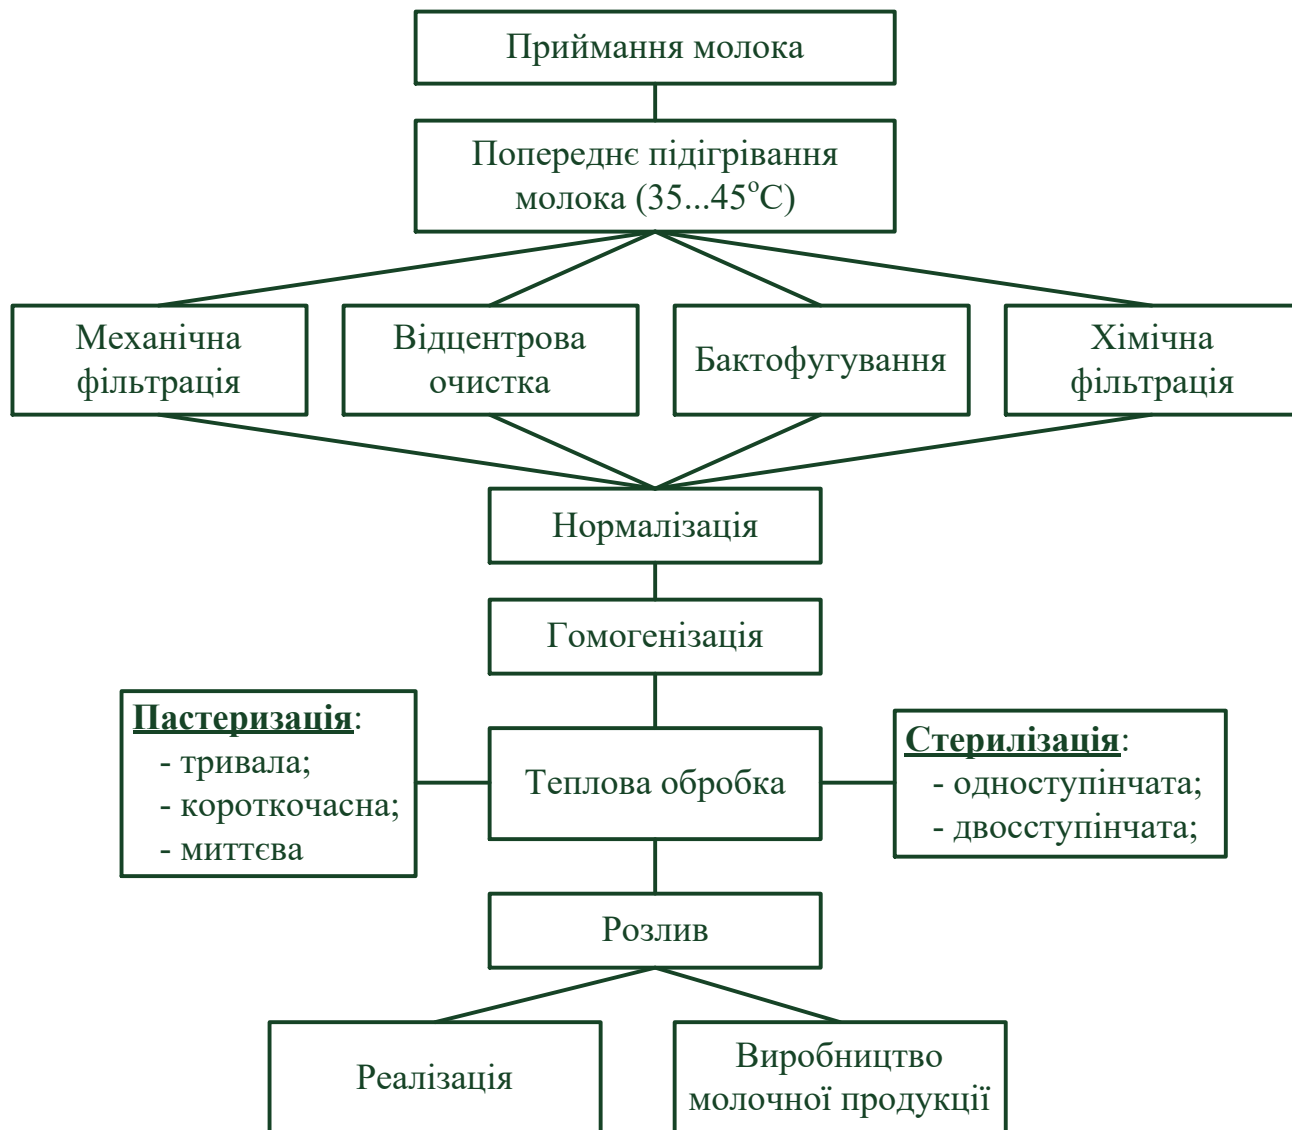 Приймання молока
Попереднє підігрівання
молока (35...45°С)
Механічна
фільтрація
Відцентрова
очистка
Бактофугування
Хімічна
фільтрація
Нормалізація
Гомогенізація
Пастеризація:
- тривала;
- короткочасна;
- миттєва
Теплова обробка
Стерилізація:
- одноступінчата;
- двосступінчата;
Розлив
Реалізація
Виробництво
молочної продукції